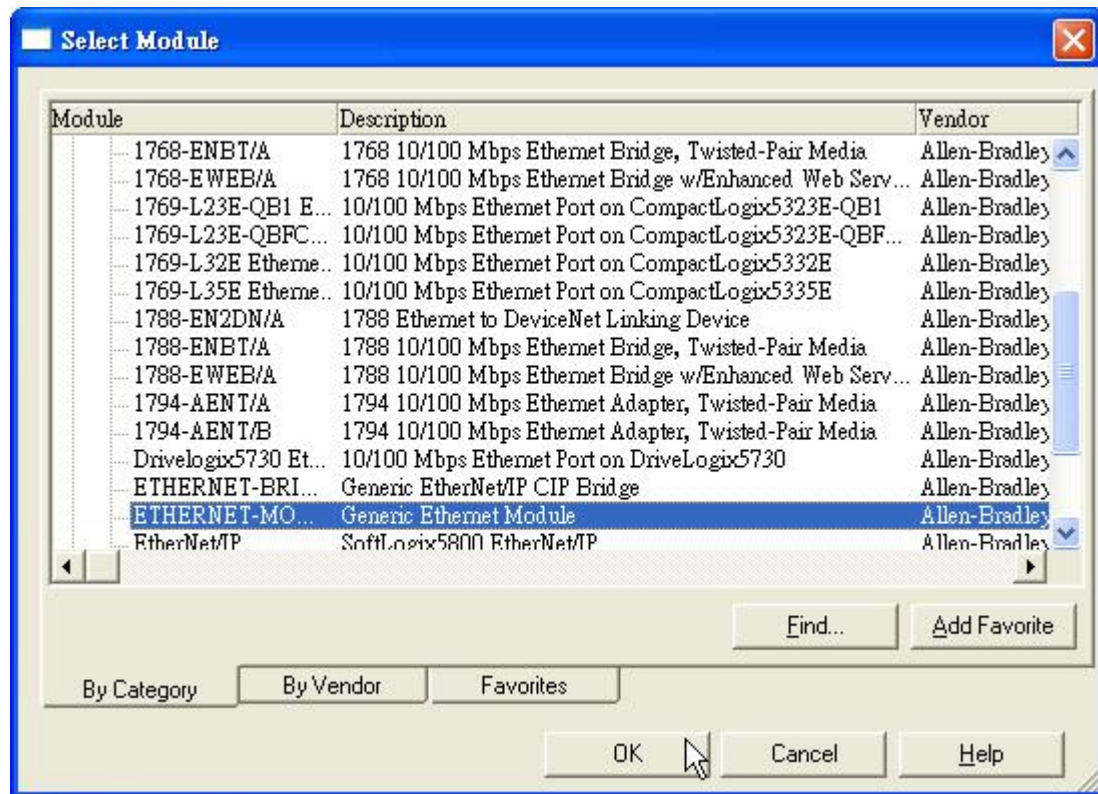 Select Module
Module Description Vendor
1768-ENBT/A 1768 10/100 Mbps Ethernet Bridge, Twisted-Pair Media Allen-Bradley
1768-EWEB/A 1768 10/100 Mbps Ethernet Bridge w/Enhanced Web Serv... Allen-Bradley
1769-L23E-QB1 E... 10/100 Mbps Ethernet Port on CompactLogix5323E-QB1 Allen-Bradley
1769-L23E-QBFC... 10/100 Mbps Ethernet Port on CompactLogix5323E-QBF... Allen-Bradley
1769-L32E Etherne... 10/100 Mbps Ethernet Port on CompactLogix5332E Allen-Bradley
1769-L35E Etherne... 10/100 Mbps Ethernet Port on CompactLogix5335E Allen-Bradley
1788-EN2DN/A 1788 Ethernet to DeviceNet Linking Device Allen-Bradley
1788-ENBT/A 1788 10/100 Mbps Ethernet Bridge, Twisted-Pair Media Allen-Bradley
1788-EWEB/A 1788 10/100 Mbps Ethernet Bridge w/Enhanced Web Serv... Allen-Bradley
1794-AENT/A 1794 10/100 Mbps Ethernet Adapter, Twisted-Pair Media Allen-Bradley
1794-AENT/B 1794 10/100 Mbps Ethernet Adapter, Twisted-Pair Media Allen-Bradley
Drivelogix5730 Et... 10/100 Mbps Ethernet Port on DriveLogix5730 Allen-Bradley
ETHERNET-BRI... Generic EtherNet/IP CIP Bridge Allen-Bradley
ETHERNET-MO... Generic Ethernet Module Allen-Bradley
EtherNet/IP SoftLogix5800 EtherNet/IP Allen-Bradley
Find... Add Favorite
By Category By Vendor Favorites
OK Cancel Help